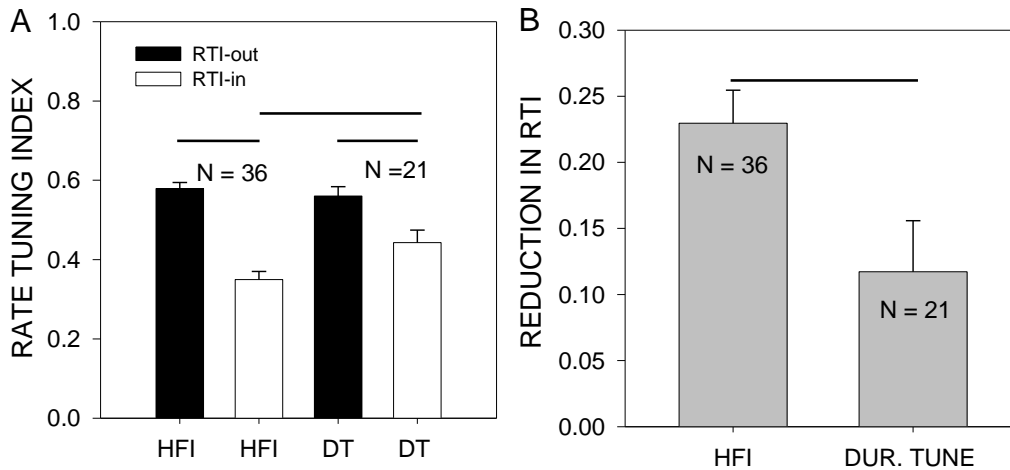 A
RATE TUNING INDEX
1.0
0.8
0.6
0.4
0.2
0.0
RTI-out
RTI-in
N = 36
N =21
HFI
HFI
DT
DT
B
REDUCTION IN RTI
0.30
0.25
0.20
0.15
0.10
0.05
0.00
N = 36
N = 21
HFI
DUR. TUNE